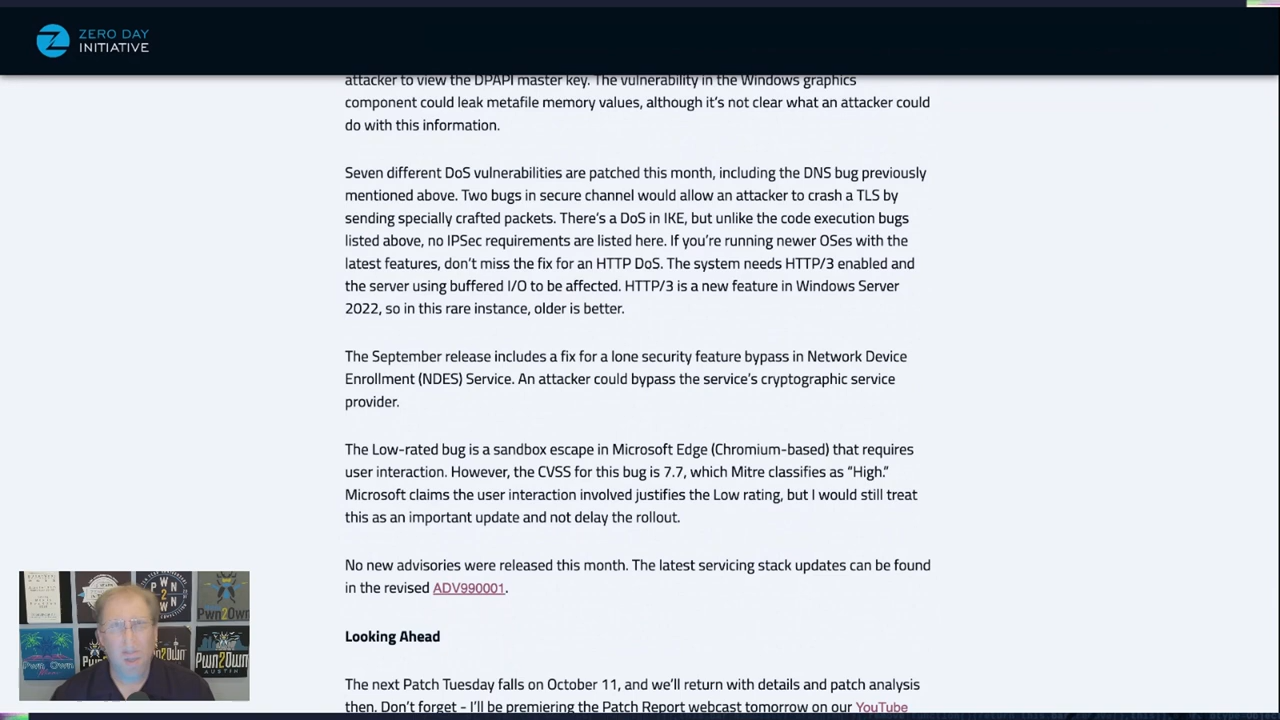 ZERO DAY
INITIATIVE
attacker to view the DPAPI master key. The vulnerability in the Windows graphics
component could leak metafile memory values, although it's not clear what an attacker could
do with this information.
Seven different DoS vulnerabilities are patched this month, including the DNS bug previously
mentioned above. Two bugs in secure channel would allow an attacker to crash a TLS by
sending specially crafted packets. There's a DoS in IKE, but unlike the code execution bugs
listed above, no IPSec requirements are listed here. If you're running newer OSes with the
latest features, don't miss the fix for an HTTP DoS. The system needs HTTP/3 enabled and
the server using buffered I/O to be affected. HTTP/3 is a new feature in Windows Server
2022, so in this rare instance, older is better.
The September release includes a fix for a lone security feature bypass in Network Device
Enrollment (NDES) Service. An attacker could bypass the service's cryptographic service
provider.
The Low-rated bug is a sandbox escape in Microsoft Edge (Chromium-based) that requires
user interaction. However, the CVSS for this bug is 7.7, which Mitre classifies as “High.”
Microsoft claims the user interaction involved justifies the Low rating, but I would still treat
this as an important update and not delay the rollout.
No new advisories were released this month. The latest servicing stack updates can be found
in the revised ADV990001.
Looking Ahead
The next Patch Tuesday falls on October 11, and we'll return with details and patch analysis
then. Don't forget - I'll be premiering the Patch Report webcast tomorrow on our YouTube
PWN
2OWN
Pwn2Own
Pwn2Own
AUSTIN